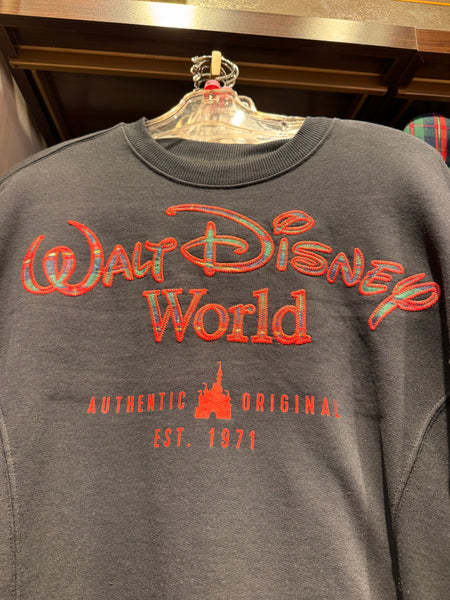 WALT DISNEY
World
AUTHENTIC ORIGINAL
EST. 1971